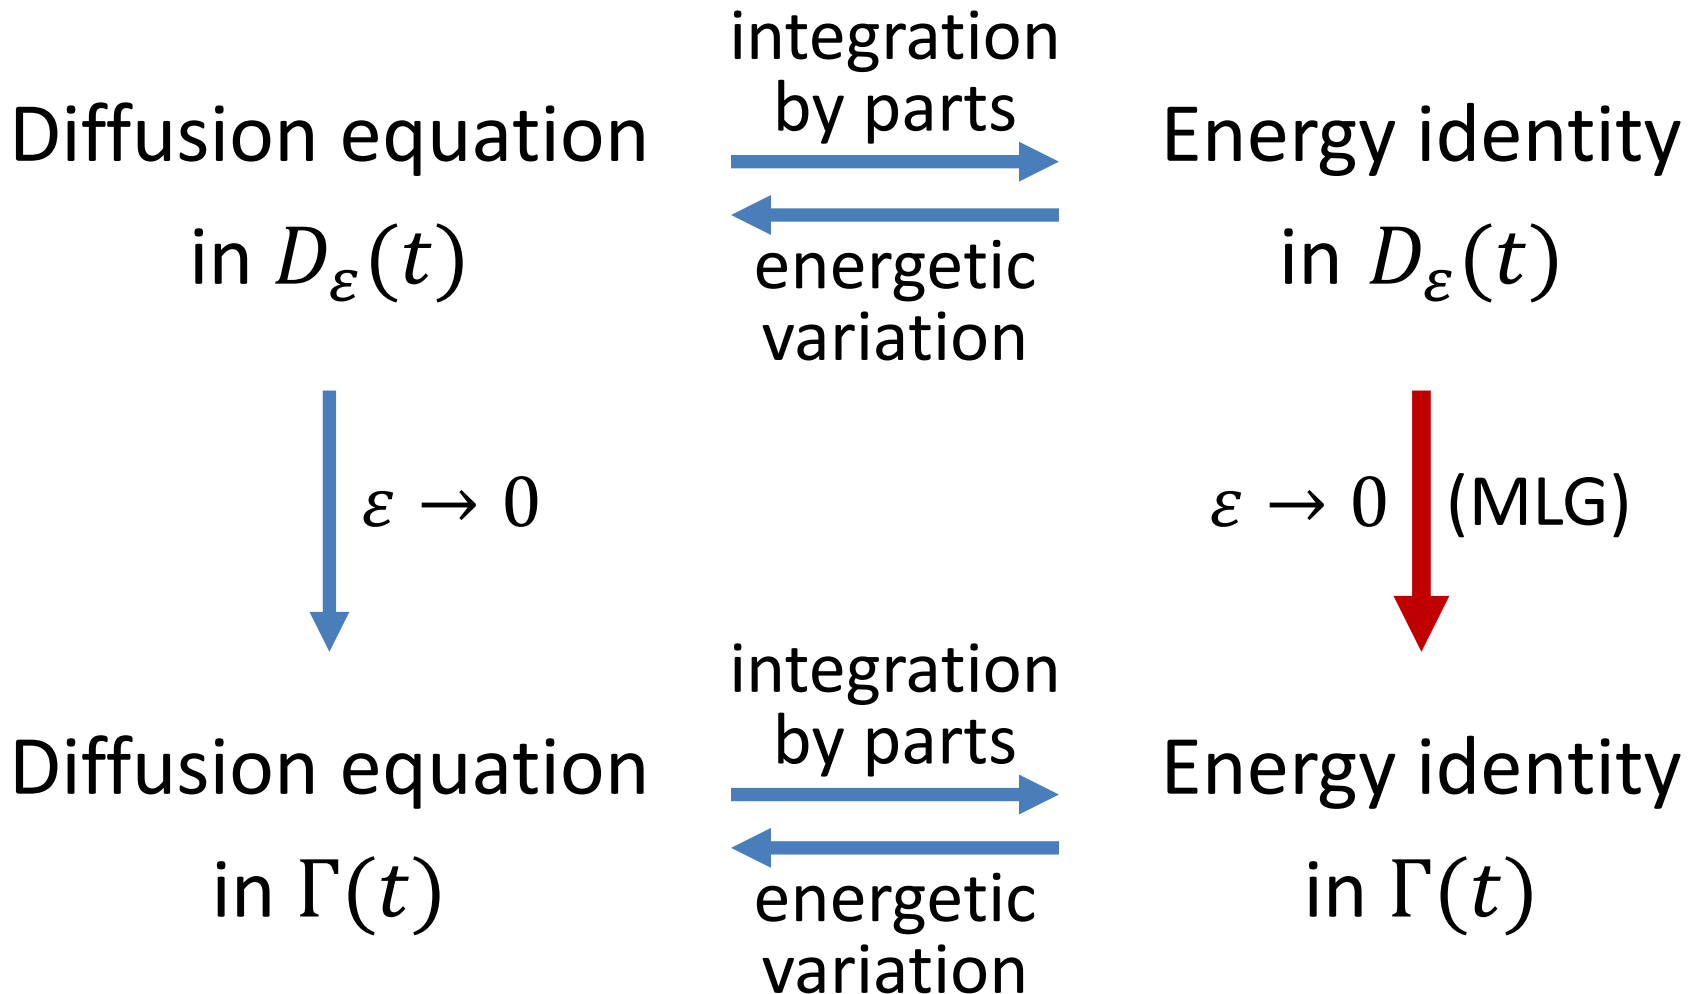 integration
by parts
Diffusion equation
in D_ε(t)
Energy identity
in D_ε(t)
energetic
variation
ε → 0
ε → 0 (MLG)
integration
by parts
Diffusion equation
in Γ(t)
Energy identity
in Γ(t)
energetic
variation